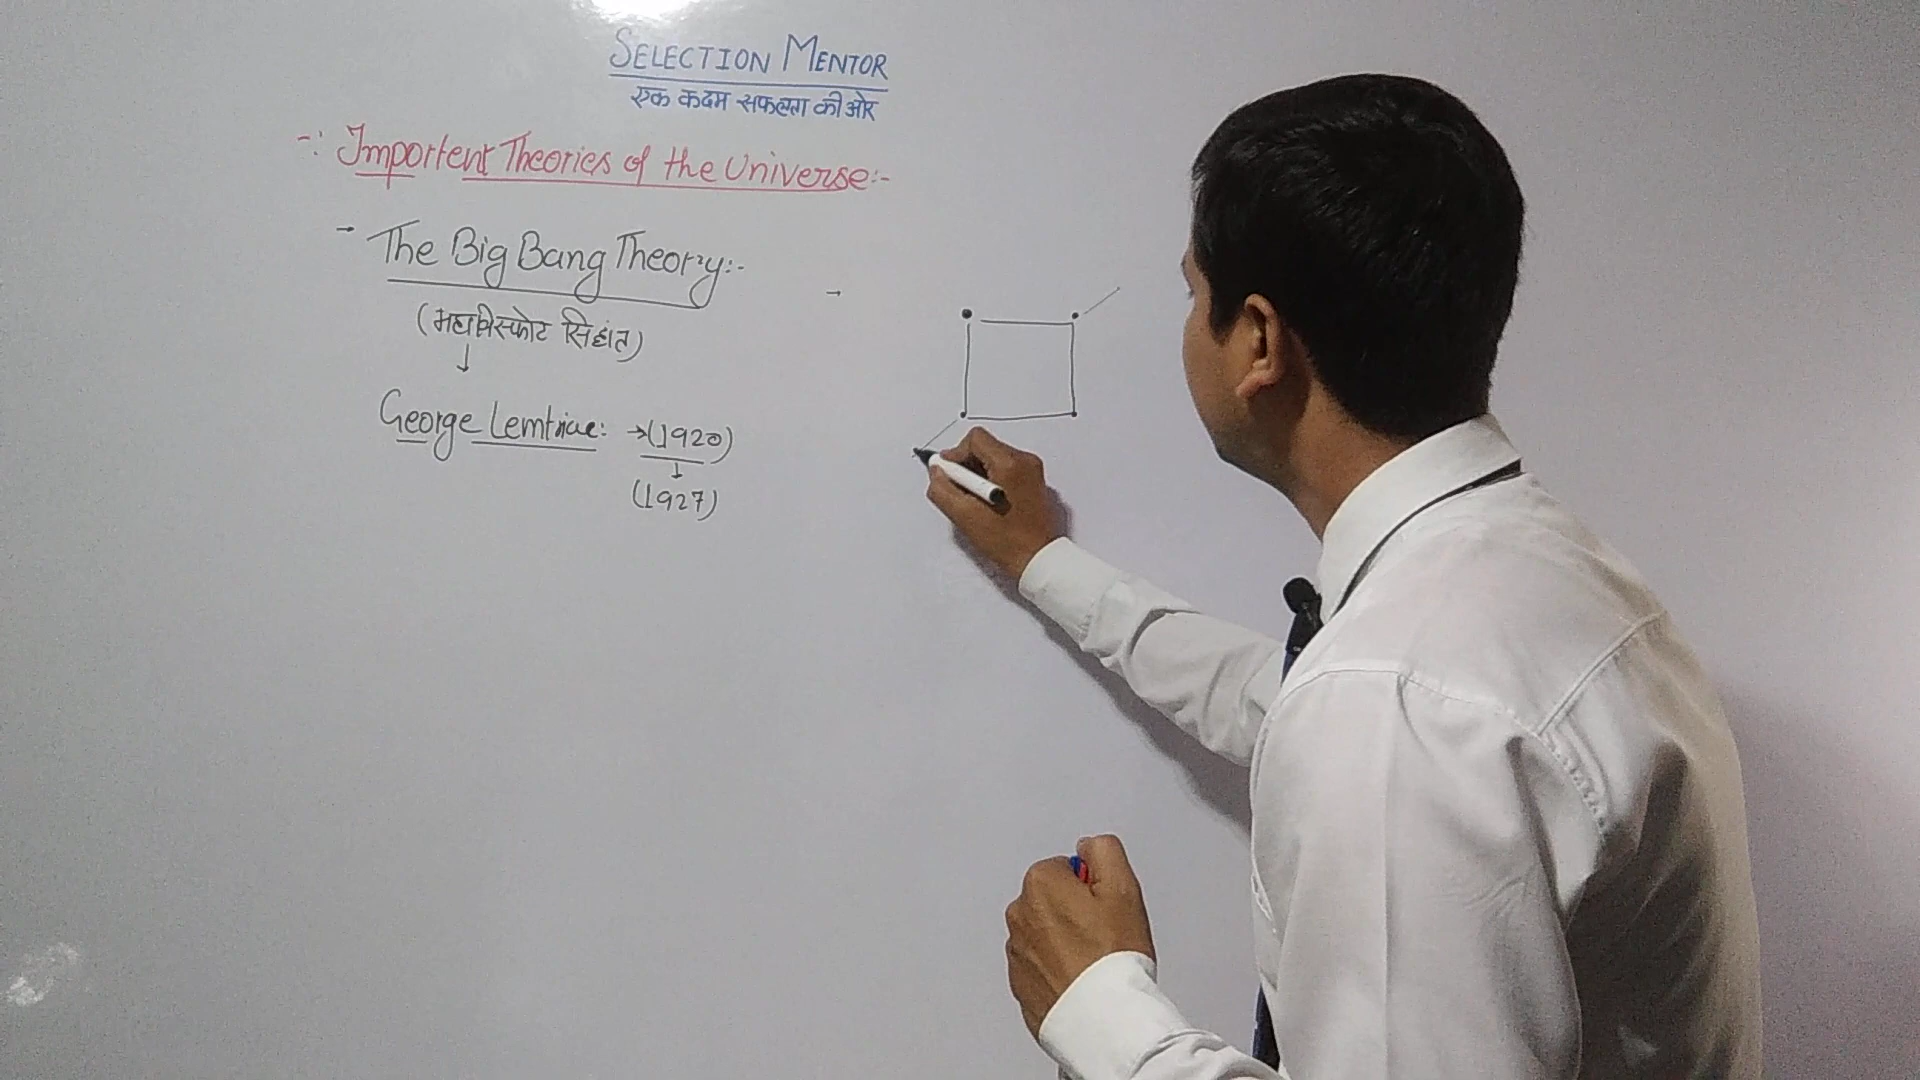 SELECTION MENTOR
एक कदम सफलता की ओर
-: Importent Theories of the Universe:-
- The Big Bang Theory:-
(महाविस्फोट सिद्धांत)
↓
George Lemtriae: →(1920)
↓
(1927)